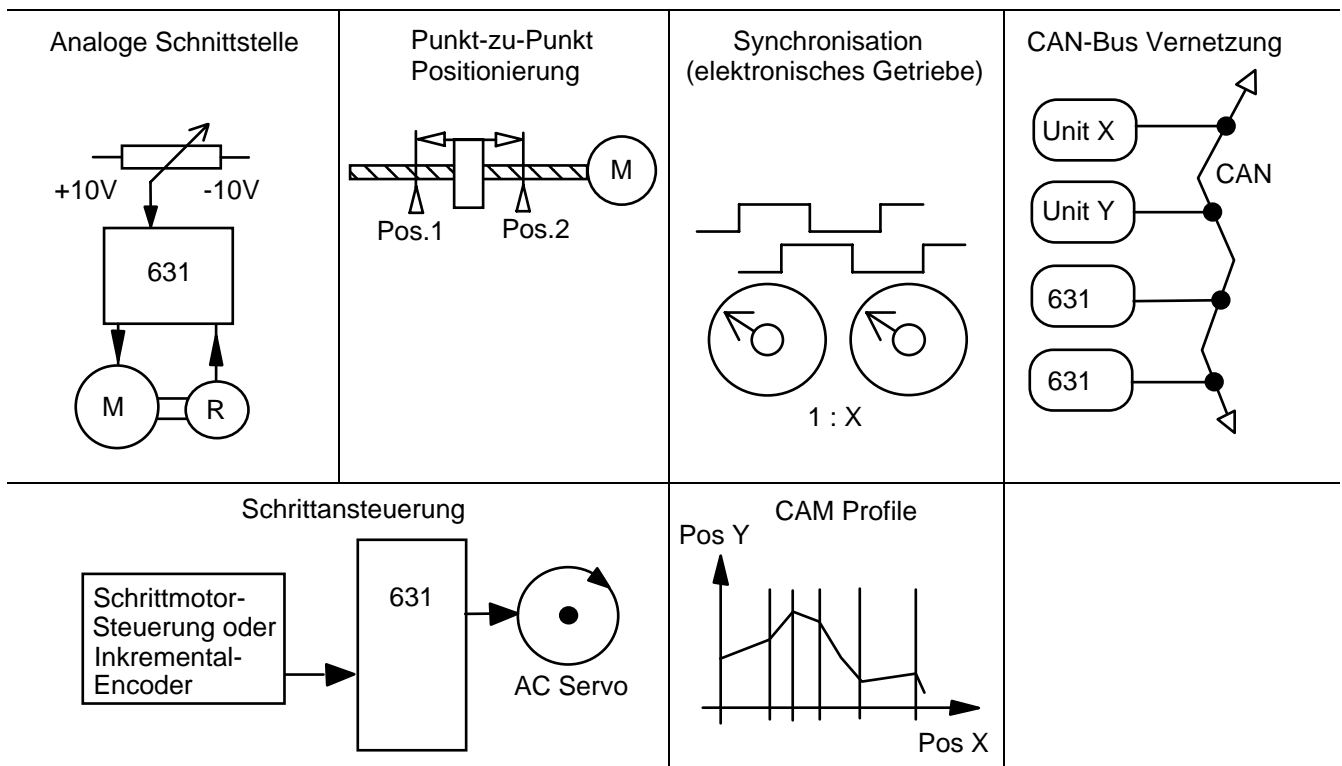 Analoge Schnittstelle
+10V
-10V
631
M
R
Punkt-zu-Punkt
Positionierung
M
Pos.1
Pos.2
Synchronisation
(elektronisches Getriebe)
1 : X
CAN-Bus Vernetzung
Unit X
CAN
Unit Y
631
631
Schrittansteuerung
Schrittmotor-
Steuerung oder
Inkremental-
Encoder
631
AC Servo
CAM Profile
Pos Y
Pos X